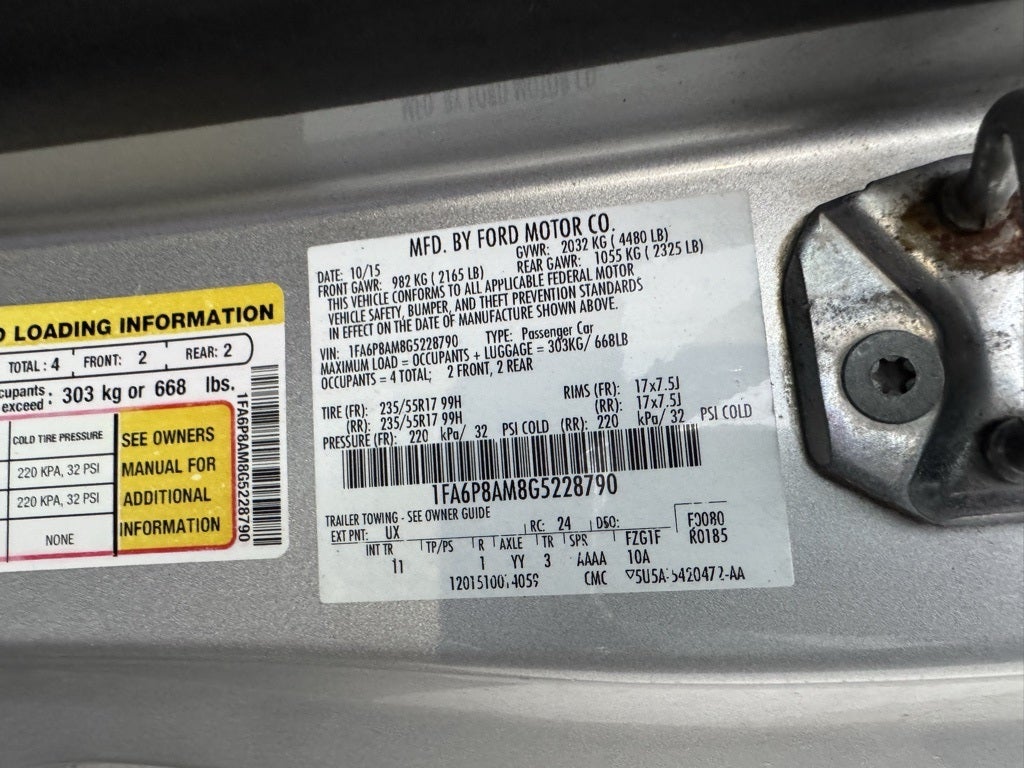 MFD. BY FORD MOTOR CO.
DATE: 10/15 GVWR: 2032 KG ( 4480 LB)
FRONT GAWR: 982 KG ( 2165 LB) REAR GAWR: 1055 KG ( 2325 LB)
THIS VEHICLE CONFORMS TO ALL APPLICABLE FEDERAL MOTOR
VEHICLE SAFETY, BUMPER, AND THEFT PREVENTION STANDARDS
IN EFFECT ON THE DATE OF MANUFACTURE SHOWN ABOVE.
VIN: 1FA6P8AM8G5228790 TYPE: Passenger Car
MAXIMUM LOAD = OCCUPANTS + LUGGAGE = 303KG/ 668LB
OCCUPANTS = 4 TOTAL; 2 FRONT, 2 REAR
TIRE (FR): 235/55R17 99H RIMS (FR): 17x7.5J
(RR): 235/55R17 99H (RR): 17x7.5J
PRESSURE (FR): 220 kPa/ 32 PSI COLD (RR): 220 kPa/ 32 PSI COLD
1FA6P8AM8G5228790
TRAILER TOWING - SEE OWNER GUIDE
EXT PNT: UX RC: 24 DSO: F0080
INT TR TP/PS R AXLE TR SPR FZG1F R0185
11 1 YY 3 AAAA 10A
CMC
LOADING INFORMATION
TOTAL : 4 FRONT: 2 REAR: 2
exceed: 303 kg or 668 lbs.
COLD TIRE PRESSURE
220 KPA, 32 PSI
220 KPA, 32 PSI
NONE
SEE OWNERS
MANUAL FOR
ADDITIONAL
INFORMATION
1FA6P8AM8G5228790